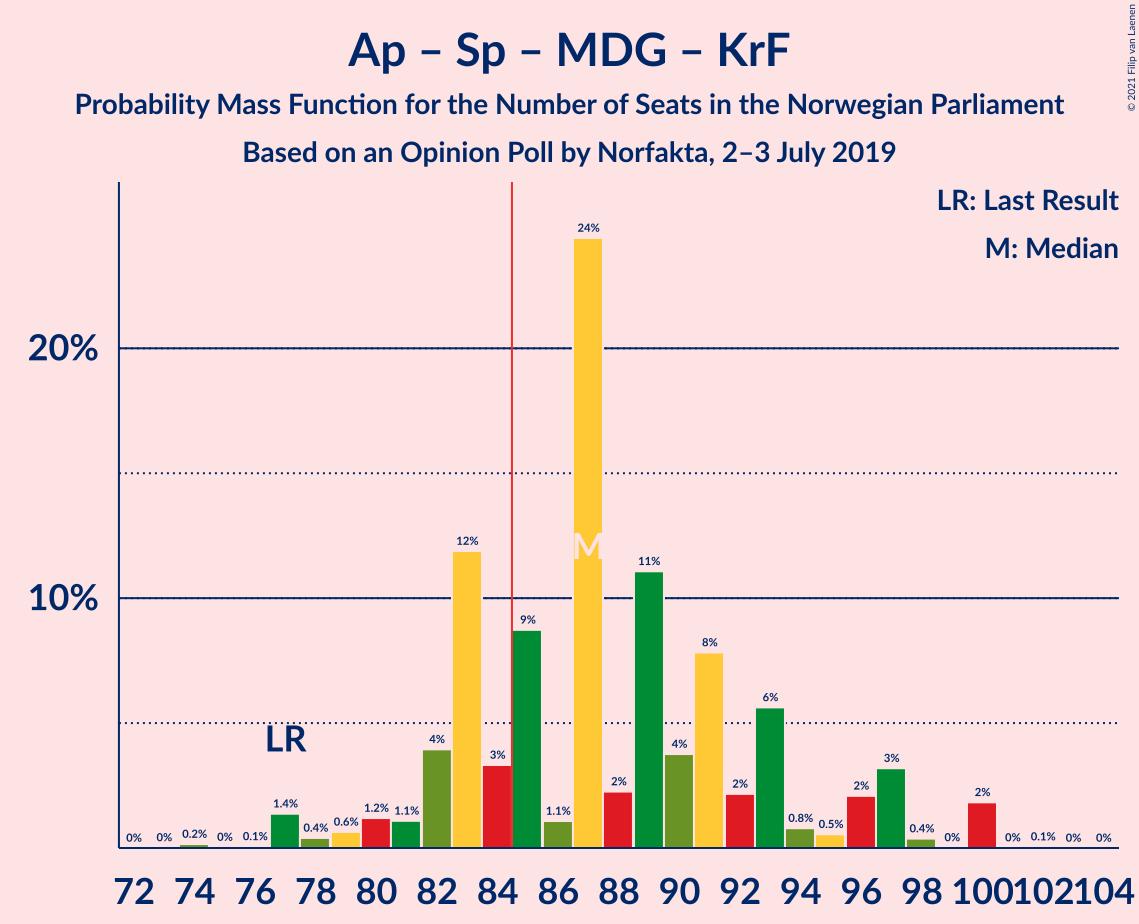 Ap – Sp – MDG – KrF
Probability Mass Function for the Number of Seats in the Norwegian Parliament
Based on an Opinion Poll by Norfakta, 2–3 July 2019
© 2021 Filip van Laenen
LR: Last Result
M: Median
24%
20%
12%
M
11%
10%
9%
8%
6%
LR
4%
4%
3%
3%
2%
2%
2%
2%
1.4%
1.2%
1.1%
1.1%
0.8%
0.6%
0.5%
0.4%
0.4%
0% 0% 0.2% 0% 0.1% 0% 0% 0.1% 0% 0%
72 74 76 78 80 82 84 86 88 90 92 94 96 98 100 102 104